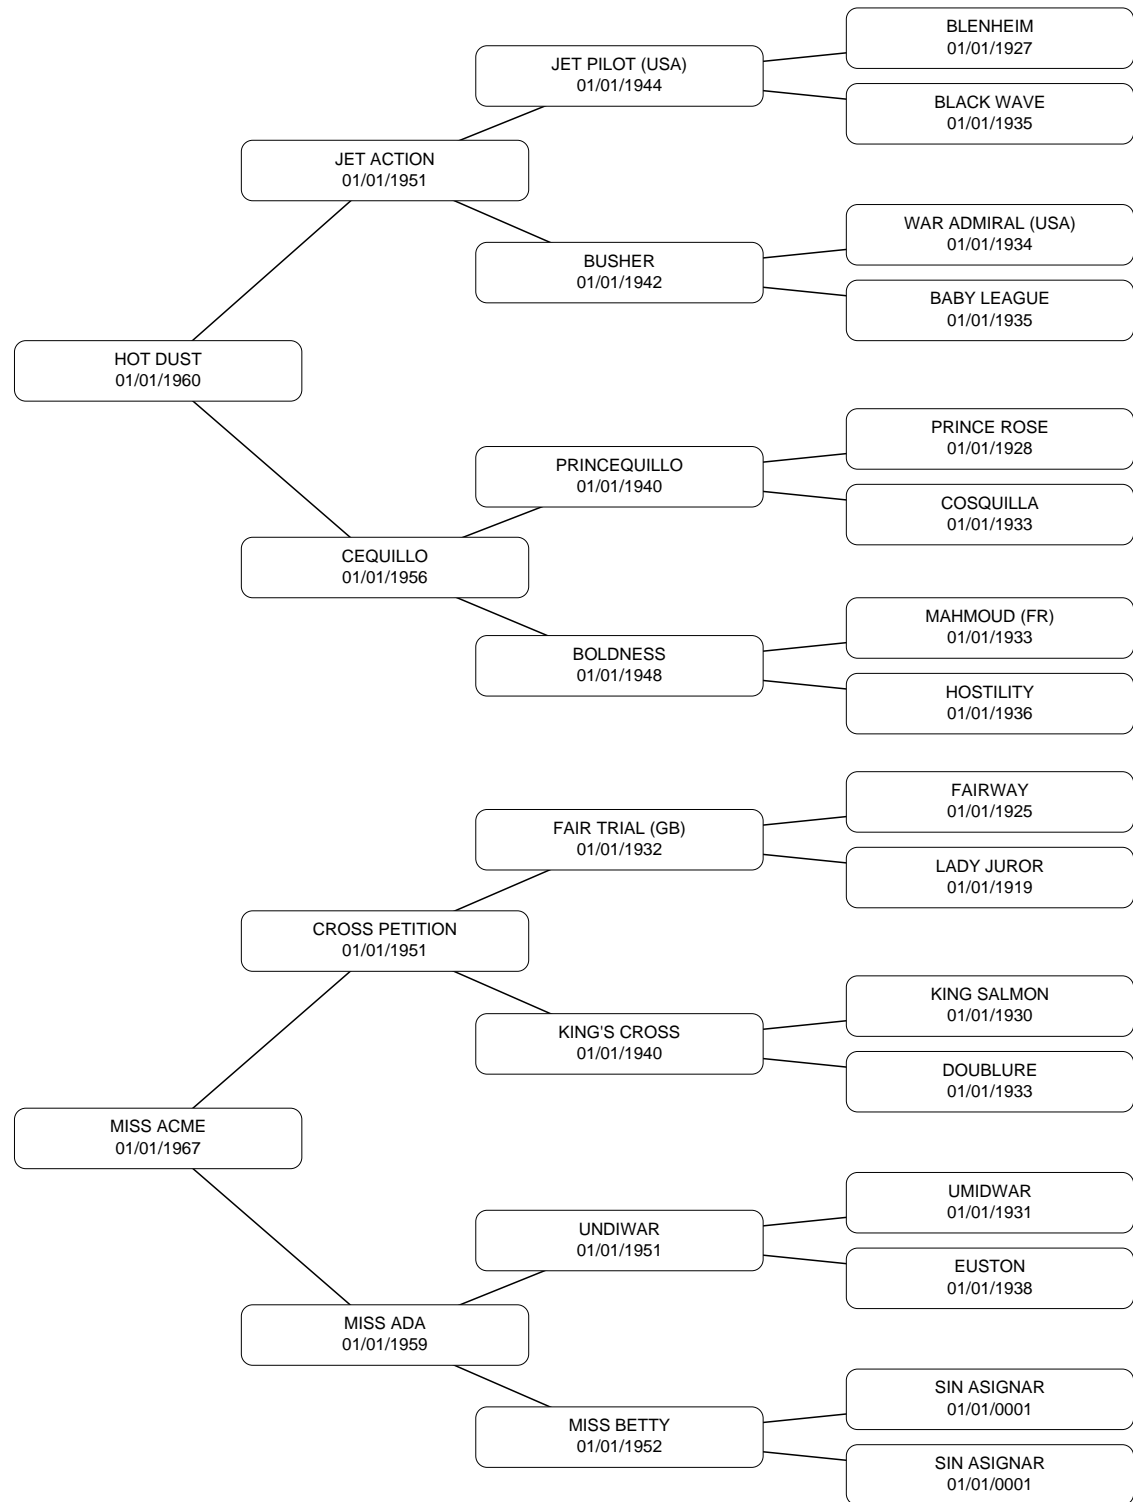 BLENHEIM
01/01/1927
JET PILOT (USA)
01/01/1944
BLACK WAVE
01/01/1935
JET ACTION
01/01/1951
WAR ADMIRAL (USA)
01/01/1934
BUSHER
01/01/1942
BABY LEAGUE
01/01/1935
HOT DUST
01/01/1960
PRINCE ROSE
01/01/1928
PRINCEQUILLO
01/01/1940
COSQUILLA
01/01/1933
CEQUILLO
01/01/1956
MAHMOUD (FR)
01/01/1933
BOLDNESS
01/01/1948
HOSTILITY
01/01/1936
FAIRWAY
01/01/1925
FAIR TRIAL (GB)
01/01/1932
LADY JUROR
01/01/1919
CROSS PETITION
01/01/1951
KING SALMON
01/01/1930
KING'S CROSS
01/01/1940
DOUBLURE
01/01/1933
MISS ACME
01/01/1967
UMIDWAR
01/01/1931
UNDIWAR
01/01/1951
EUSTON
01/01/1938
MISS ADA
01/01/1959
SIN ASIGNAR
01/01/0001
MISS BETTY
01/01/1952
SIN ASIGNAR
01/01/0001